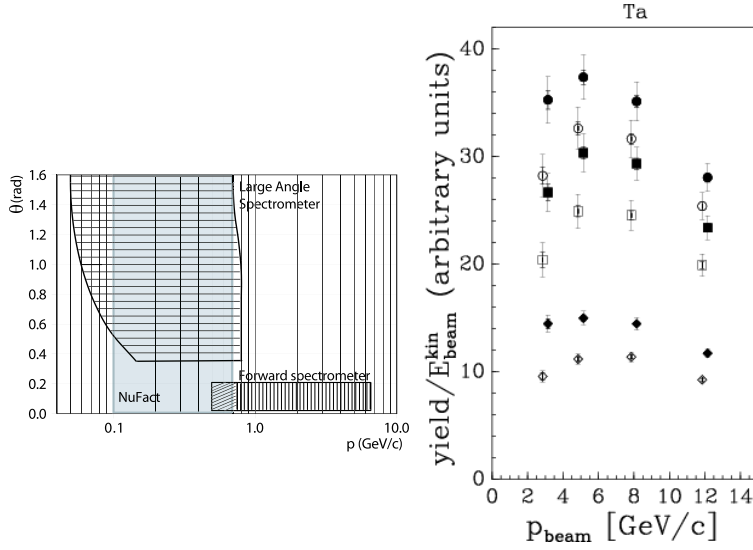 θ(rad)
1.6
1.4
1.2
1.0
0.8
0.6
0.4
0.2
0.0
Large Angle
Spectrometer
Forward spectrometer
NuFact
0.1
1.0
10.0
p (GeV/c)
Ta
yield/E^kin_beam (arbitrary units)
40
30
20
10
0
0 2 4 6 8 10 12 14
p_beam [GeV/c]